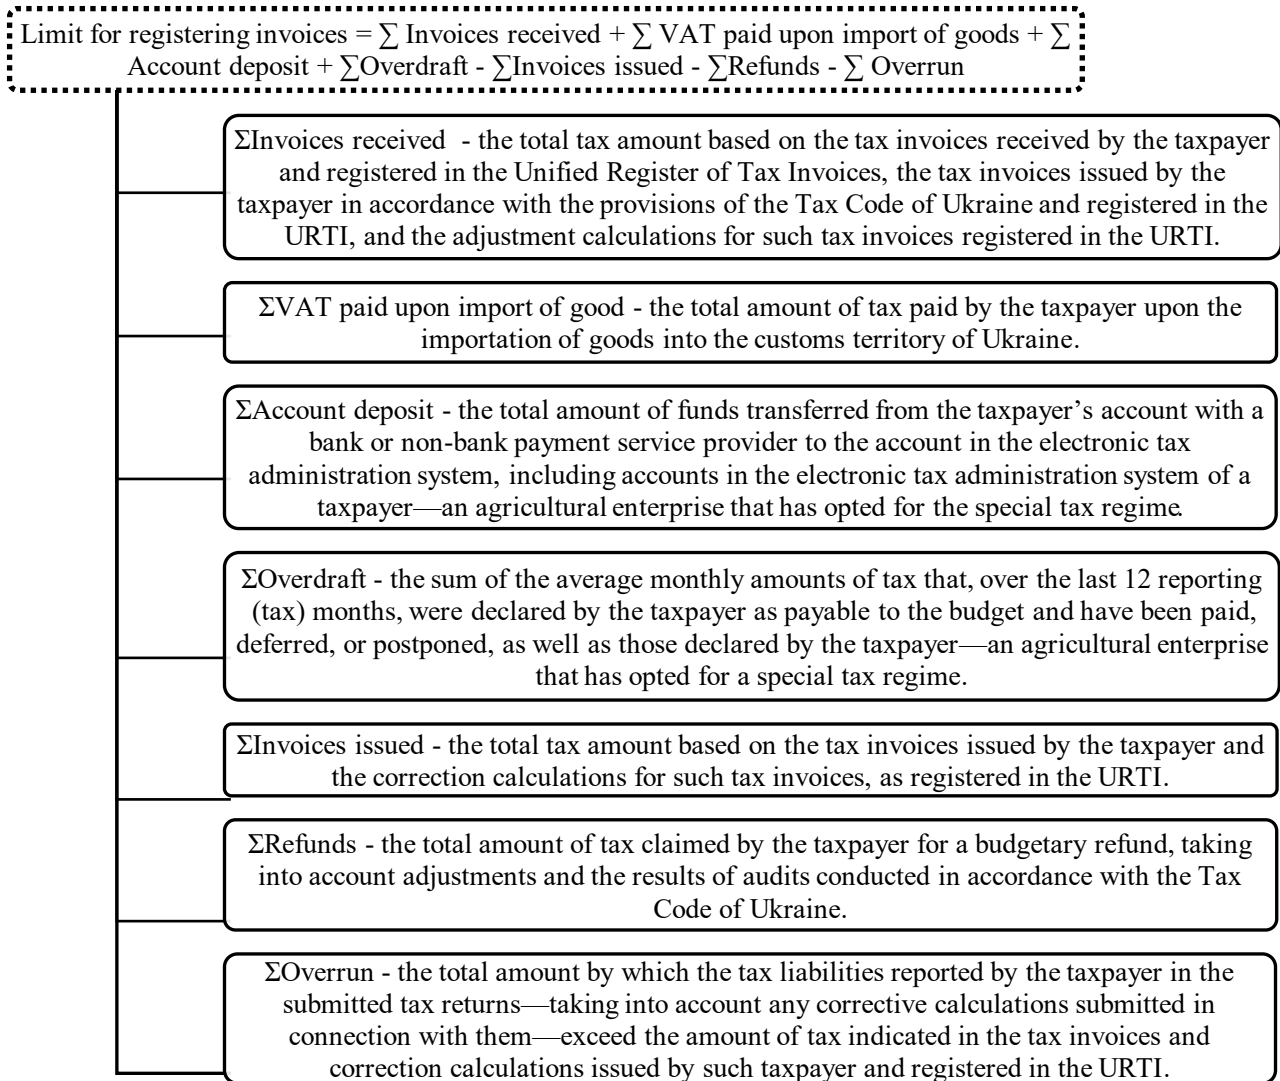 Limit for registering invoices = ∑ Invoices received + ∑ VAT paid upon import of goods + ∑
Account deposit + ∑Overdraft - ∑Invoices issued - ∑Refunds - ∑ Overrun
ΣInvoices received - the total tax amount based on the tax invoices received by the taxpayer
and registered in the Unified Register of Tax Invoices, the tax invoices issued by the
taxpayer in accordance with the provisions of the Tax Code of Ukraine and registered in the
URTI, and the adjustment calculations for such tax invoices registered in the URTI.
ΣVAT paid upon import of good - the total amount of tax paid by the taxpayer upon the
importation of goods into the customs territory of Ukraine.
ΣAccount deposit - the total amount of funds transferred from the taxpayer’s account with a
bank or non-bank payment service provider to the account in the electronic tax
administration system, including accounts in the electronic tax administration system of a
taxpayer—an agricultural enterprise that has opted for the special tax regime.
ΣOverdraft - the sum of the average monthly amounts of tax that, over the last 12 reporting
(tax) months, were declared by the taxpayer as payable to the budget and have been paid,
deferred, or postponed, as well as those declared by the taxpayer—an agricultural enterprise
that has opted for a special tax regime.
ΣInvoices issued - the total tax amount based on the tax invoices issued by the taxpayer and
the correction calculations for such tax invoices, as registered in the URTI.
ΣRefunds - the total amount of tax claimed by the taxpayer for a budgetary refund, taking
into account adjustments and the results of audits conducted in accordance with the Tax
Code of Ukraine.
ΣOverrun - the total amount by which the tax liabilities reported by the taxpayer in the
submitted tax returns—taking into account any corrective calculations submitted in
connection with them—exceed the amount of tax indicated in the tax invoices and
correction calculations issued by such taxpayer and registered in the URTI.